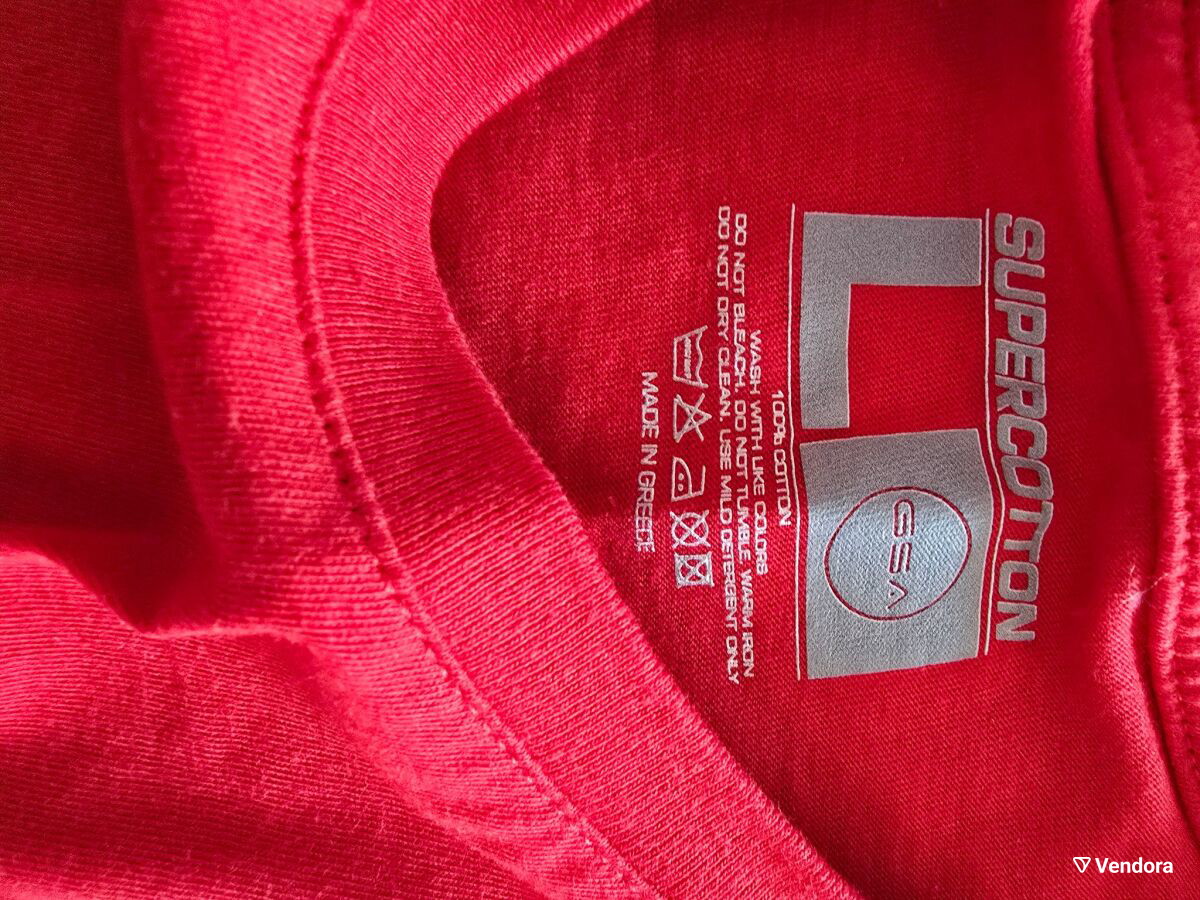 SUPERCOTTON
L
GSSA
100% COTTON
WASH WITH LIKE COLORS
DO NOT BLEACH. DO NOT TUMBLE. WARM IRON
DO NOT DRY CLEAN. USE MILD DETERGENT ONLY
MADE IN GREECE
Vendora